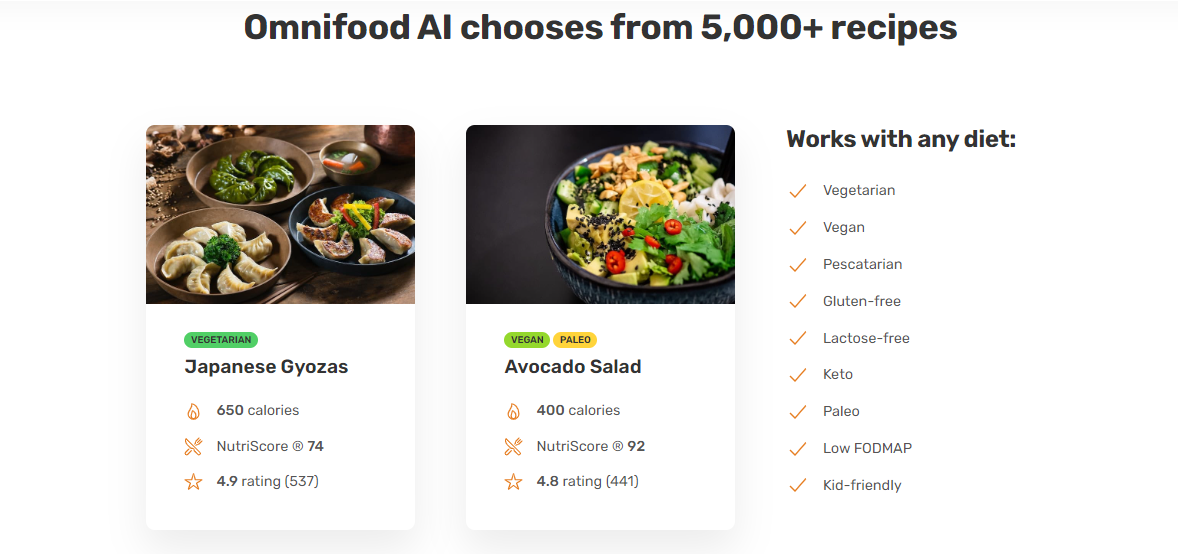 Omnifood AI chooses from 5,000+ recipes
VEGETARIAN
Japanese Gyozas
650 calories
NutriScore ® 74
4.9 rating (537)
VEGAN PALEO
Avocado Salad
400 calories
NutriScore ® 92
4.8 rating (441)
Works with any diet:
Vegetarian
Vegan
Pescatarian
Gluten-free
Lactose-free
Keto
Paleo
Low FODMAP
Kid-friendly